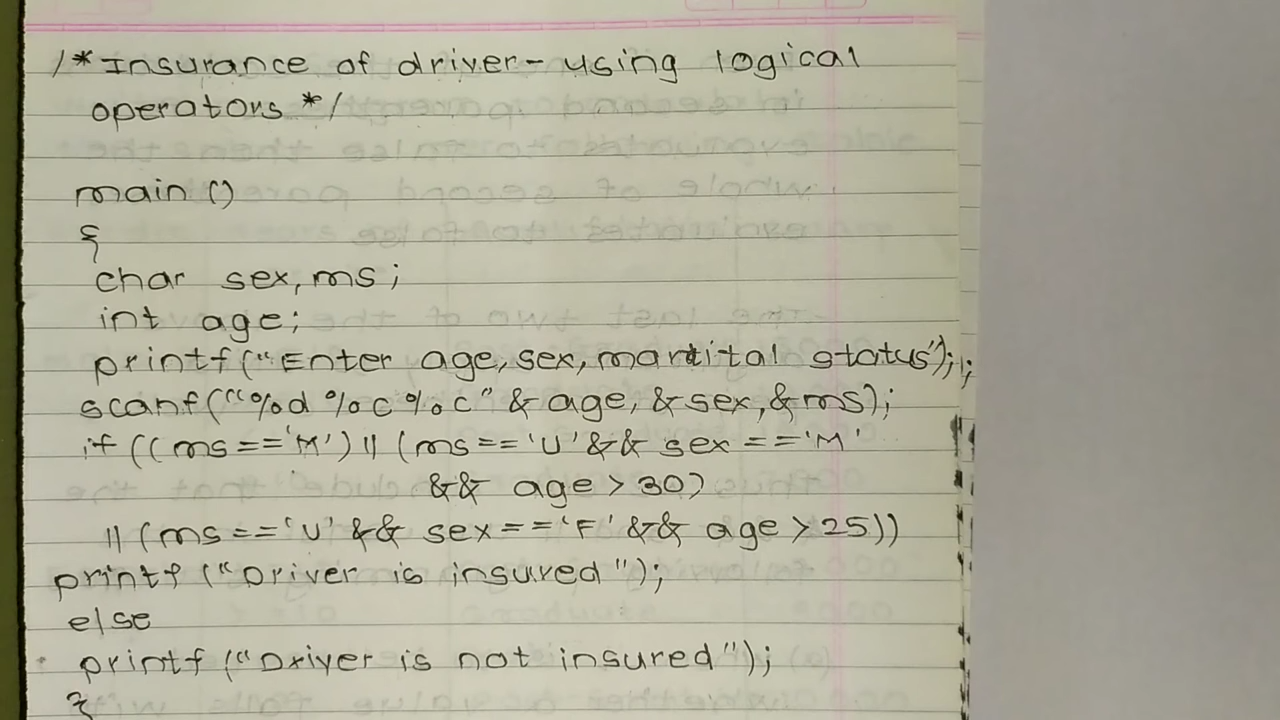 /* Insurance of driver- using logical
operators */
main ()
{
char sex, ms;
int age;
printf("Enter age, sex, martital status");;
scanf("%d %c %c" & age, & sex, & ms);
if ((ms=='M') || (ms=='U' && sex =='M'
&& age > 30)
|| (ms=='U' && sex=='F' && age > 25))
printf ("Driver is insured");
else
printf ("Driver is not insured");
}